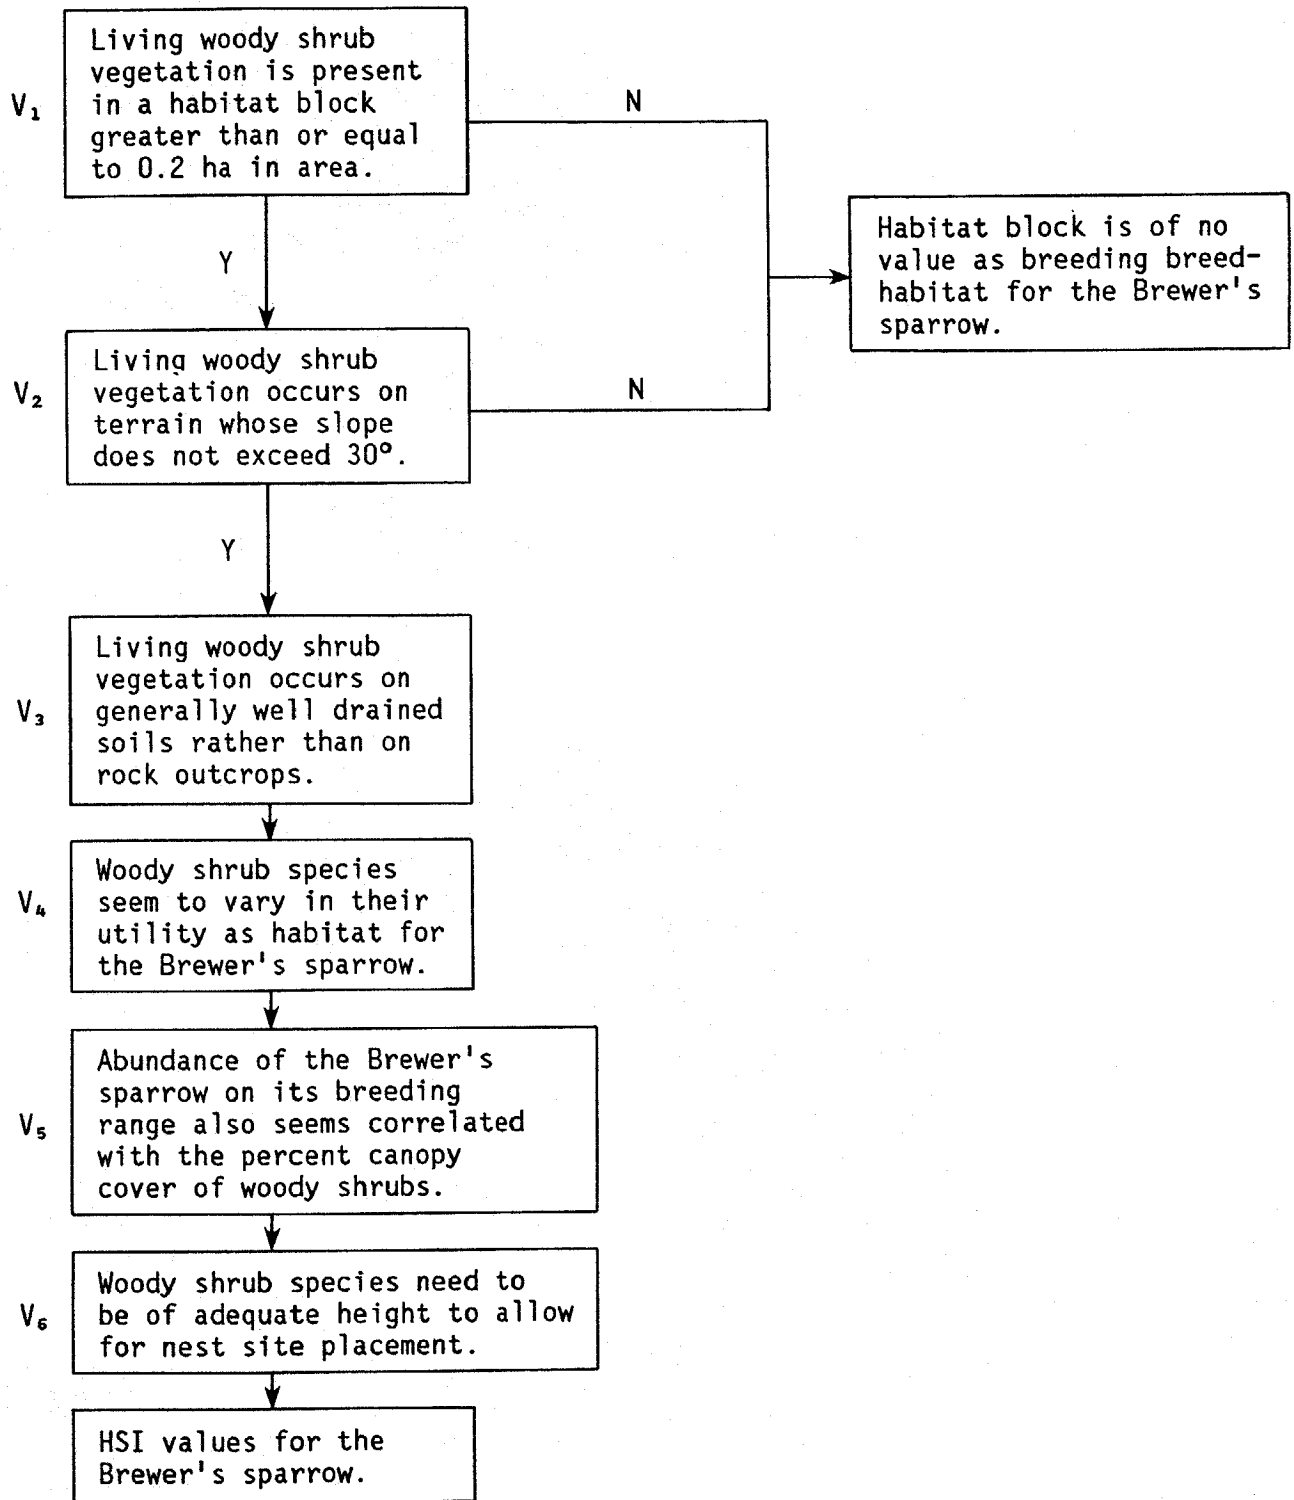 V₁
Living woody shrub
vegetation is present
in a habitat block
greater than or equal
to 0.2 ha in area.
N
Y
Habitat block is of no
value as breeding breed-
habitat for the Brewer's
sparrow.
V₂
Living woody shrub
vegetation occurs on
terrain whose slope
does not exceed 30°.
N
Y
V₃
Living woody shrub
vegetation occurs on
generally well drained
soils rather than on
rock outcrops.
V₄
Woody shrub species
seem to vary in their
utility as habitat for
the Brewer's sparrow.
V₅
Abundance of the Brewer's
sparrow on its breeding
range also seems correlated
with the percent canopy
cover of woody shrubs.
V₆
Woody shrub species need to
be of adequate height to allow
for nest site placement.
HSI values for the
Brewer's sparrow.